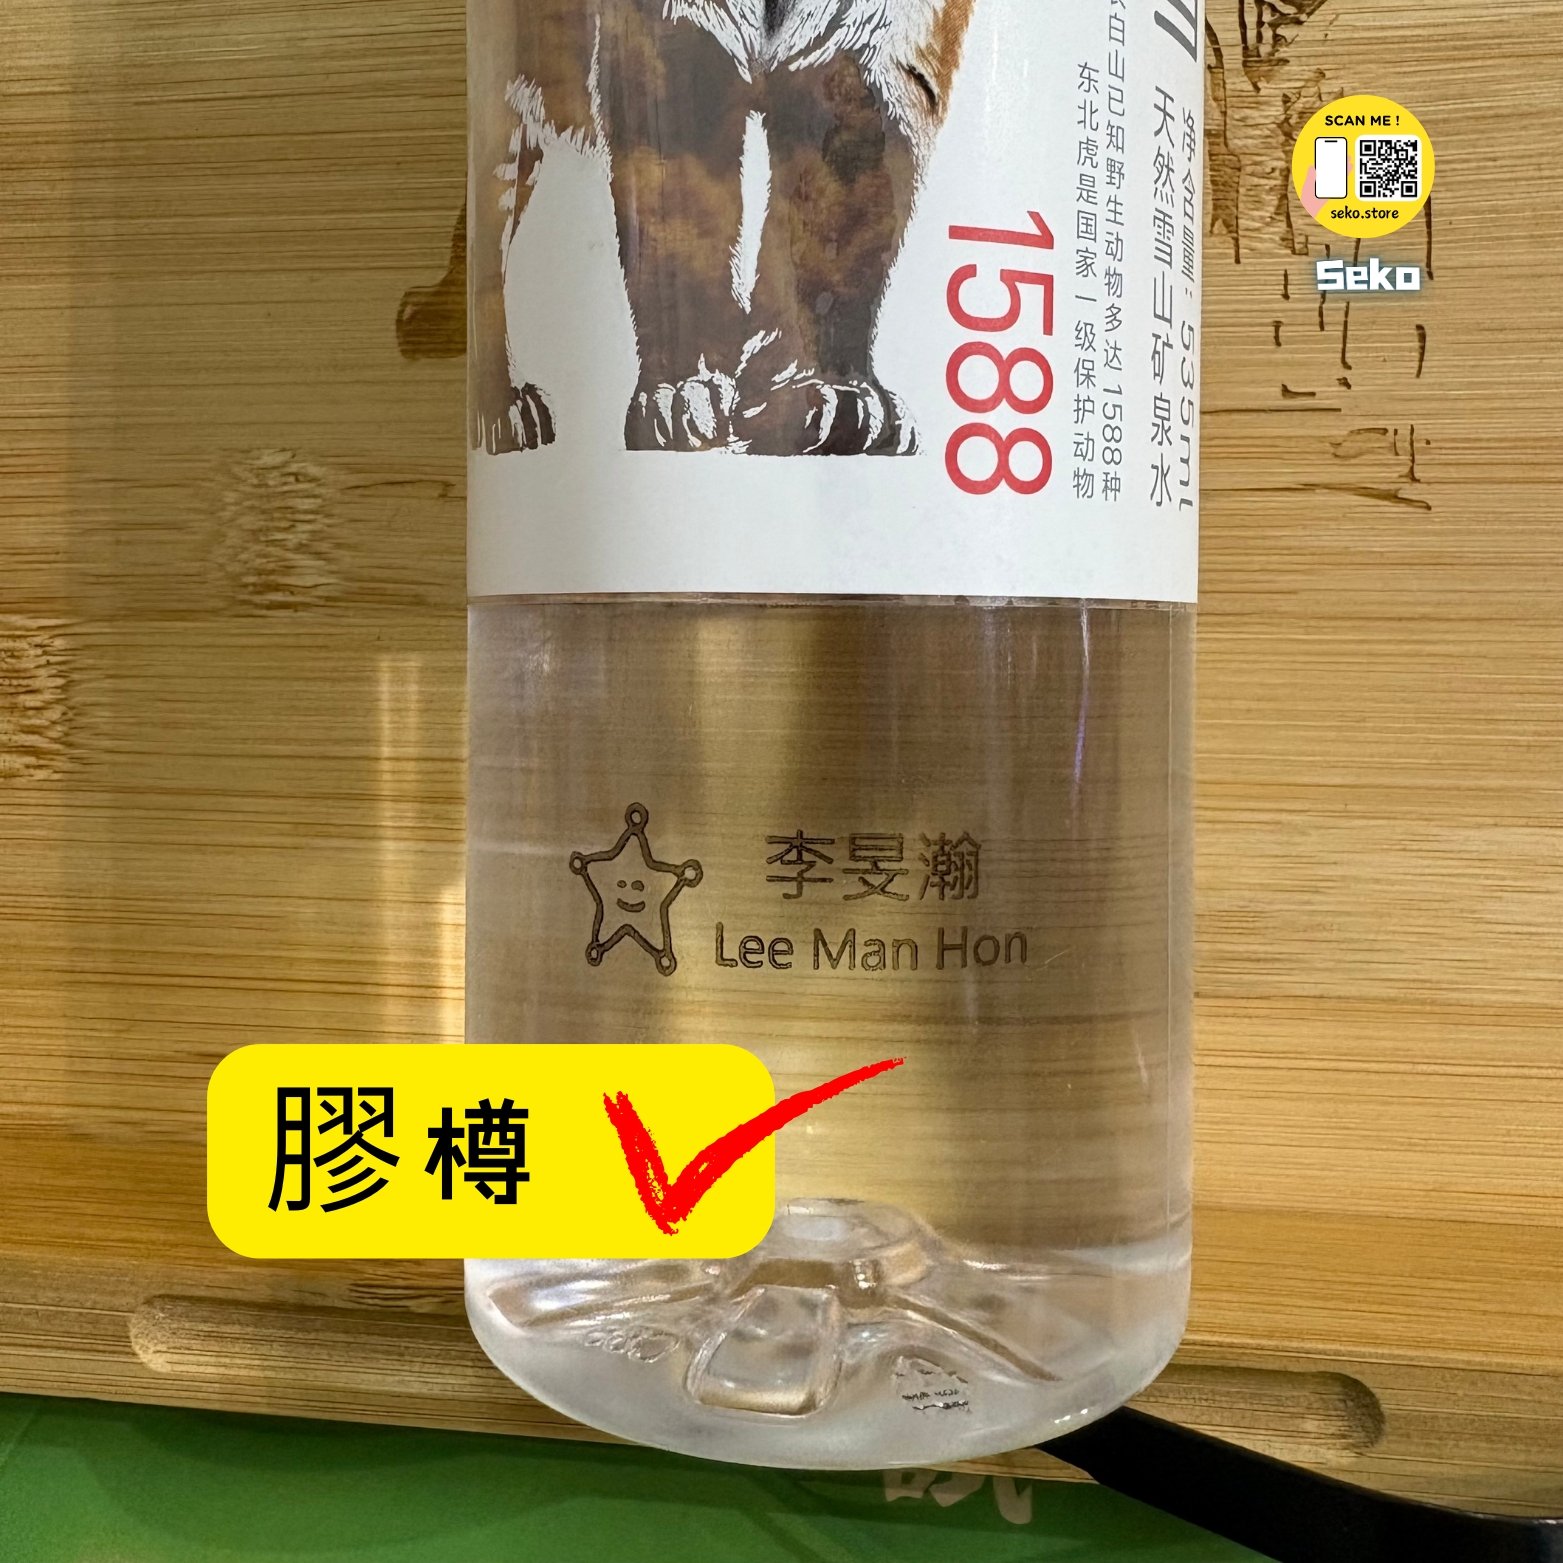 SCAN ME !
seko.store
Seko
净含量: 535ml
天然雪山矿泉水
白山已知野生动物多达 1588种
东北虎是国家一级保护动物
1588
李旻瀚
Lee Man Hon
膠樽